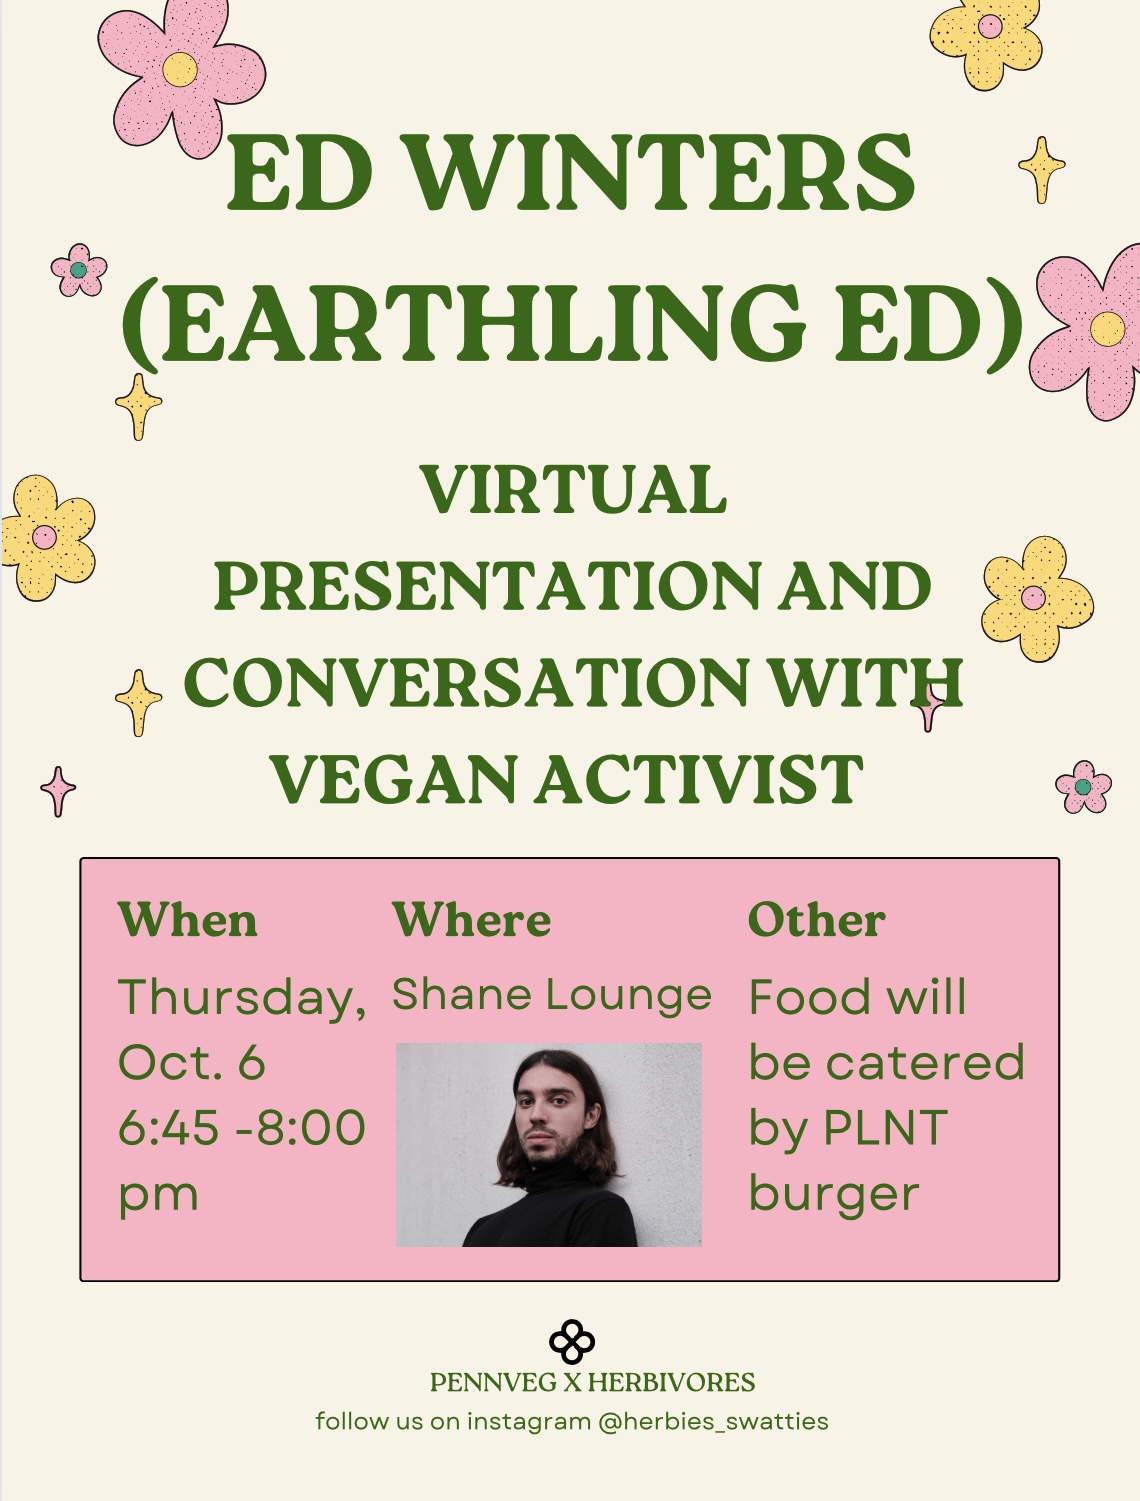 ED WINTERS
(EARTHLING ED)
VIRTUAL
PRESENTATION AND
CONVERSATION WITH
VEGAN ACTIVIST
When
Thursday,
Oct. 6
6:45 -8:00
pm
Where
Shane Lounge
Other
Food will
be catered
by PLNT
burger
PENNVEG X HERBIVORES
follow us on instagram @herbies_swatties